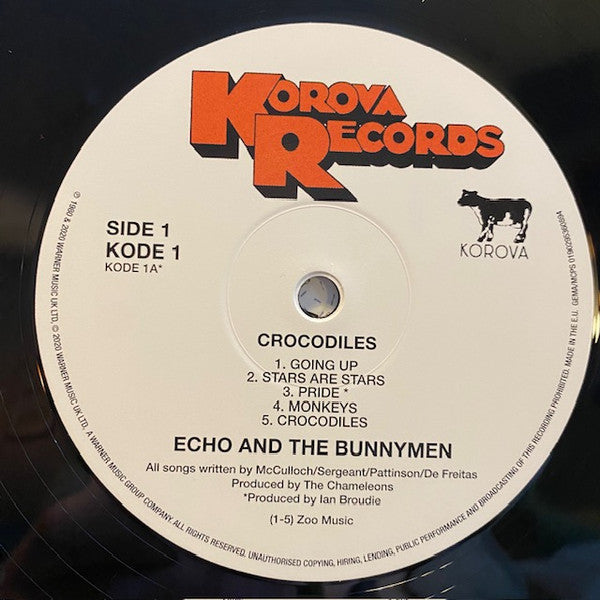 KOROVA
RECORDS
SIDE 1
KODE 1
KODE 1A*
KOROVA
CROCODILES
1. GOING UP
2. STARS ARE STARS
3. PRIDE *
4. MONKEYS
5. CROCODILES
ECHO AND THE BUNNYMEN
All songs written by McCulloch/Sergeant/Pattinson/De Freitas
Produced by The Chameleons
*Produced by Ian Broudie
(1-5) Zoo Music
℗ 1980 & 2020 WARNER MUSIC UK LTD. © 2020 WARNER MUSIC UK LTD. A WARNER MUSIC GROUP COMPANY. ALL RIGHTS RESERVED. UNAUTHORISED COPYING, HIRING, LENDING, PUBLIC PERFORMANCE AND BROADCASTING OF THIS RECORDING PROHIBITED. MADE IN THE E.U. GEMA/MCPS